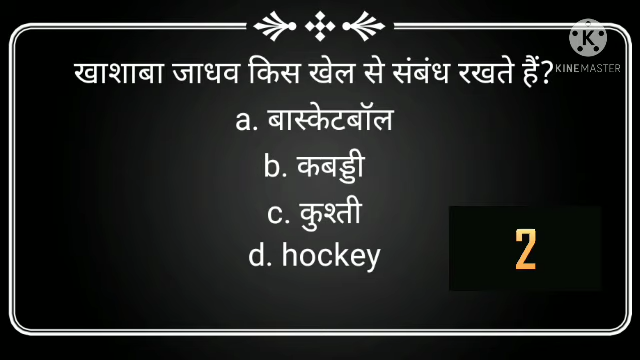 खाशाबा जाधव किस खेल से संबंध रखते हैं?
KINEMASTER
a. बास्केटबॉल
b. कबड्डी
c. कुश्ती
d. hockey
2